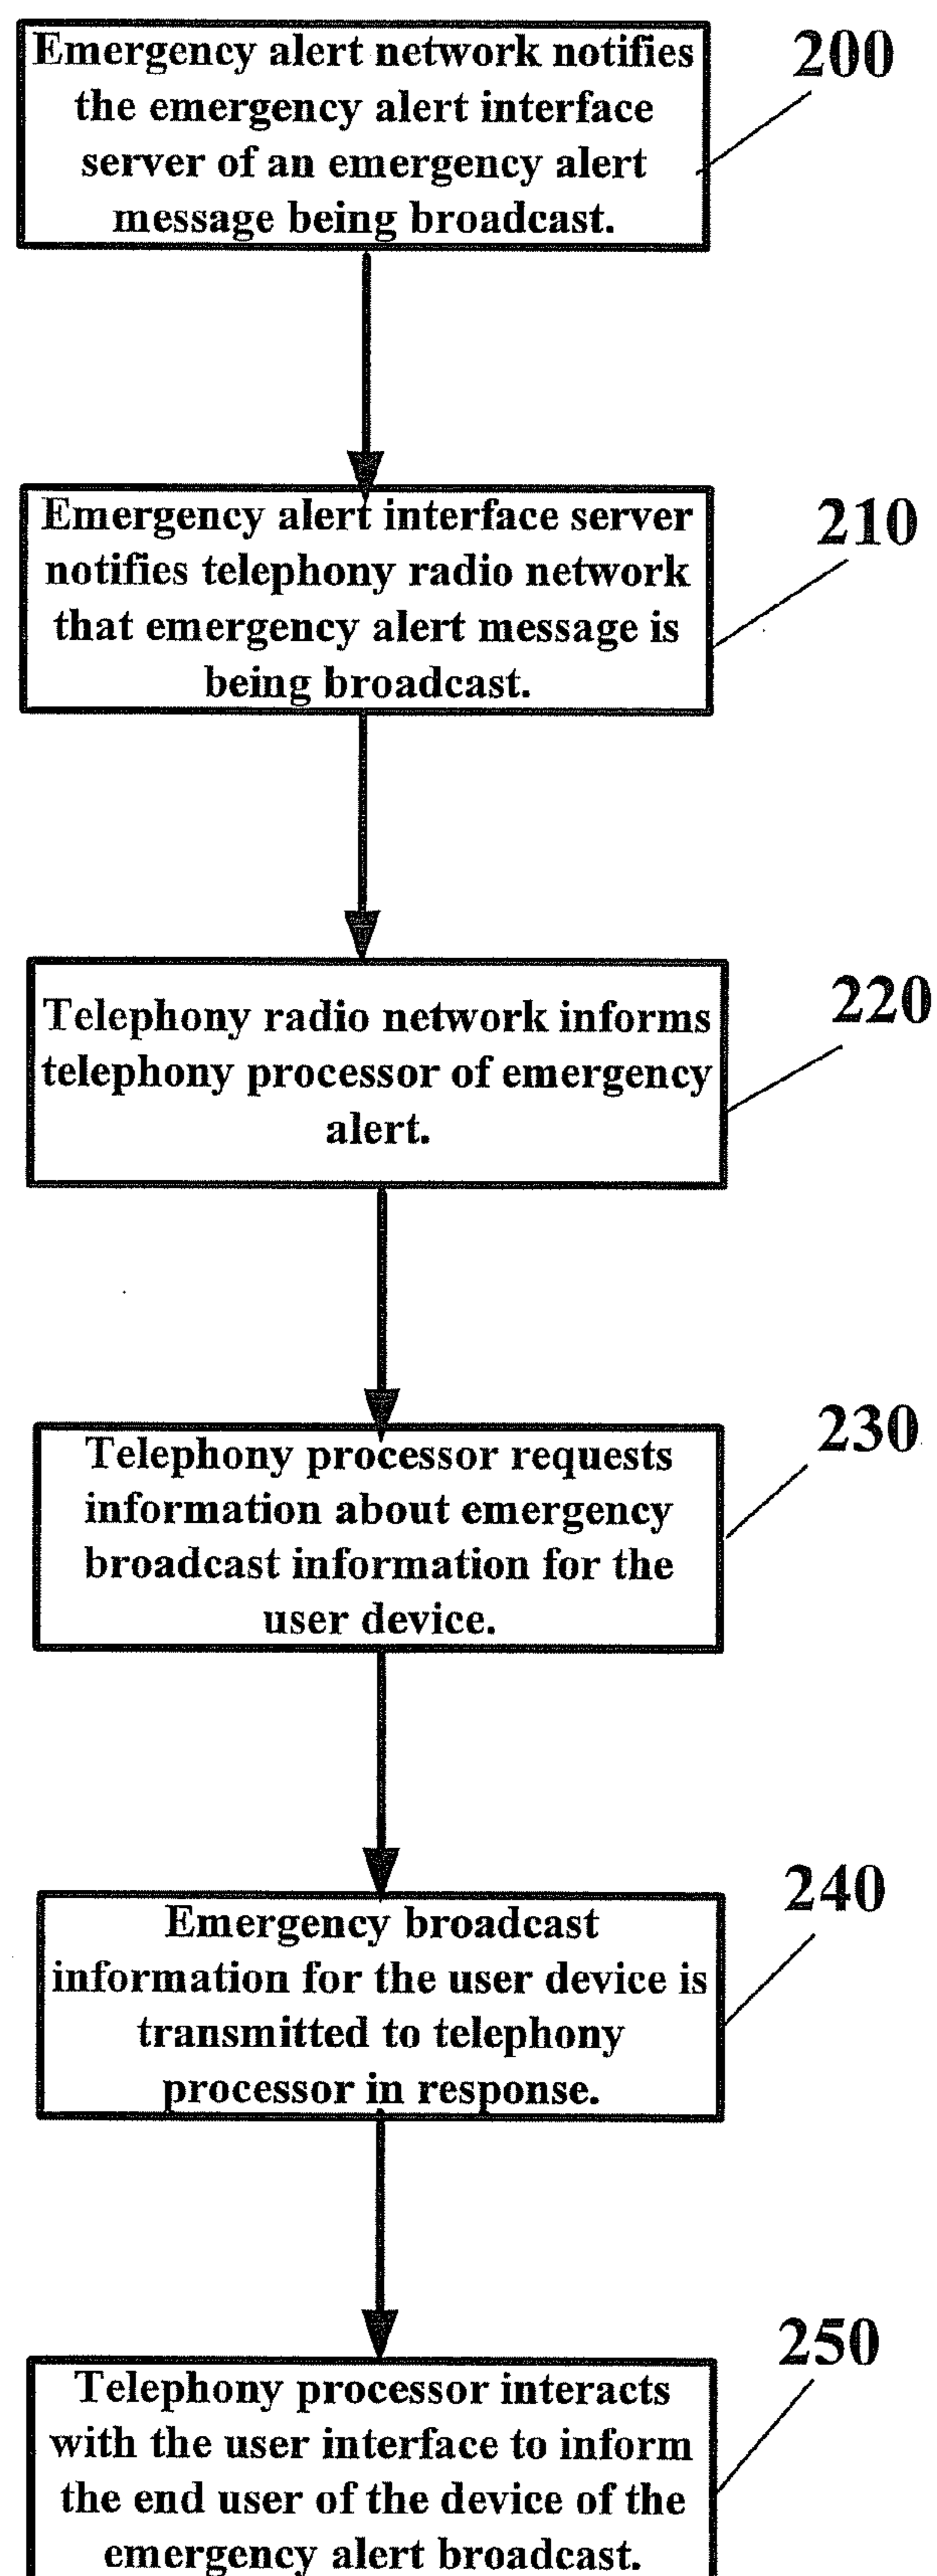 Emergency alert network notifies
the emergency alert interface
server of an emergency alert
message being broadcast.
200
Emergency alert interface server
notifies telephony radio network
that emergency alert message is
being broadcast.
210
Telephony radio network informs
telephony processor of emergency
alert.
220
Telephony processor requests
information about emergency
broadcast information for the
user device.
230
Emergency broadcast
information for the user device is
transmitted to telephony
processor in response.
240
Telephony processor interacts
with the user interface to inform
the end user of the device of the
emergency alert broadcast.
250